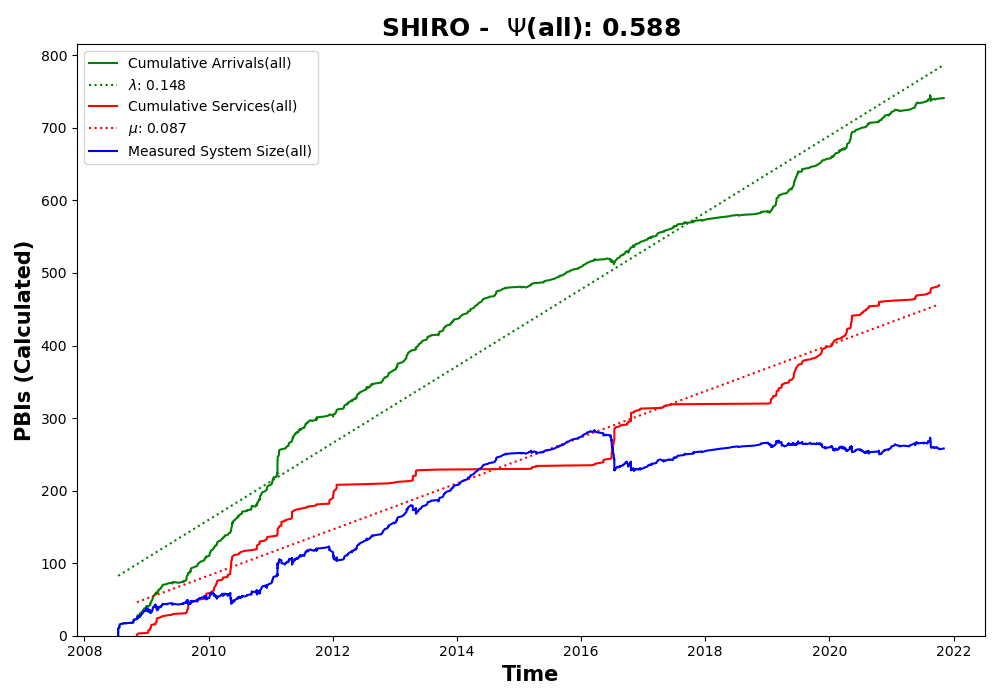 SHIRO - Ψ(all): 0.588
Cumulative Arrivals(all)
λ: 0.148
Cumulative Services(all)
μ: 0.087
Measured System Size(all)
PBIs (Calculated)
800
700
600
500
400
300
200
100
0
2008 2010 2012 2014 2016 2018 2020 2022
Time